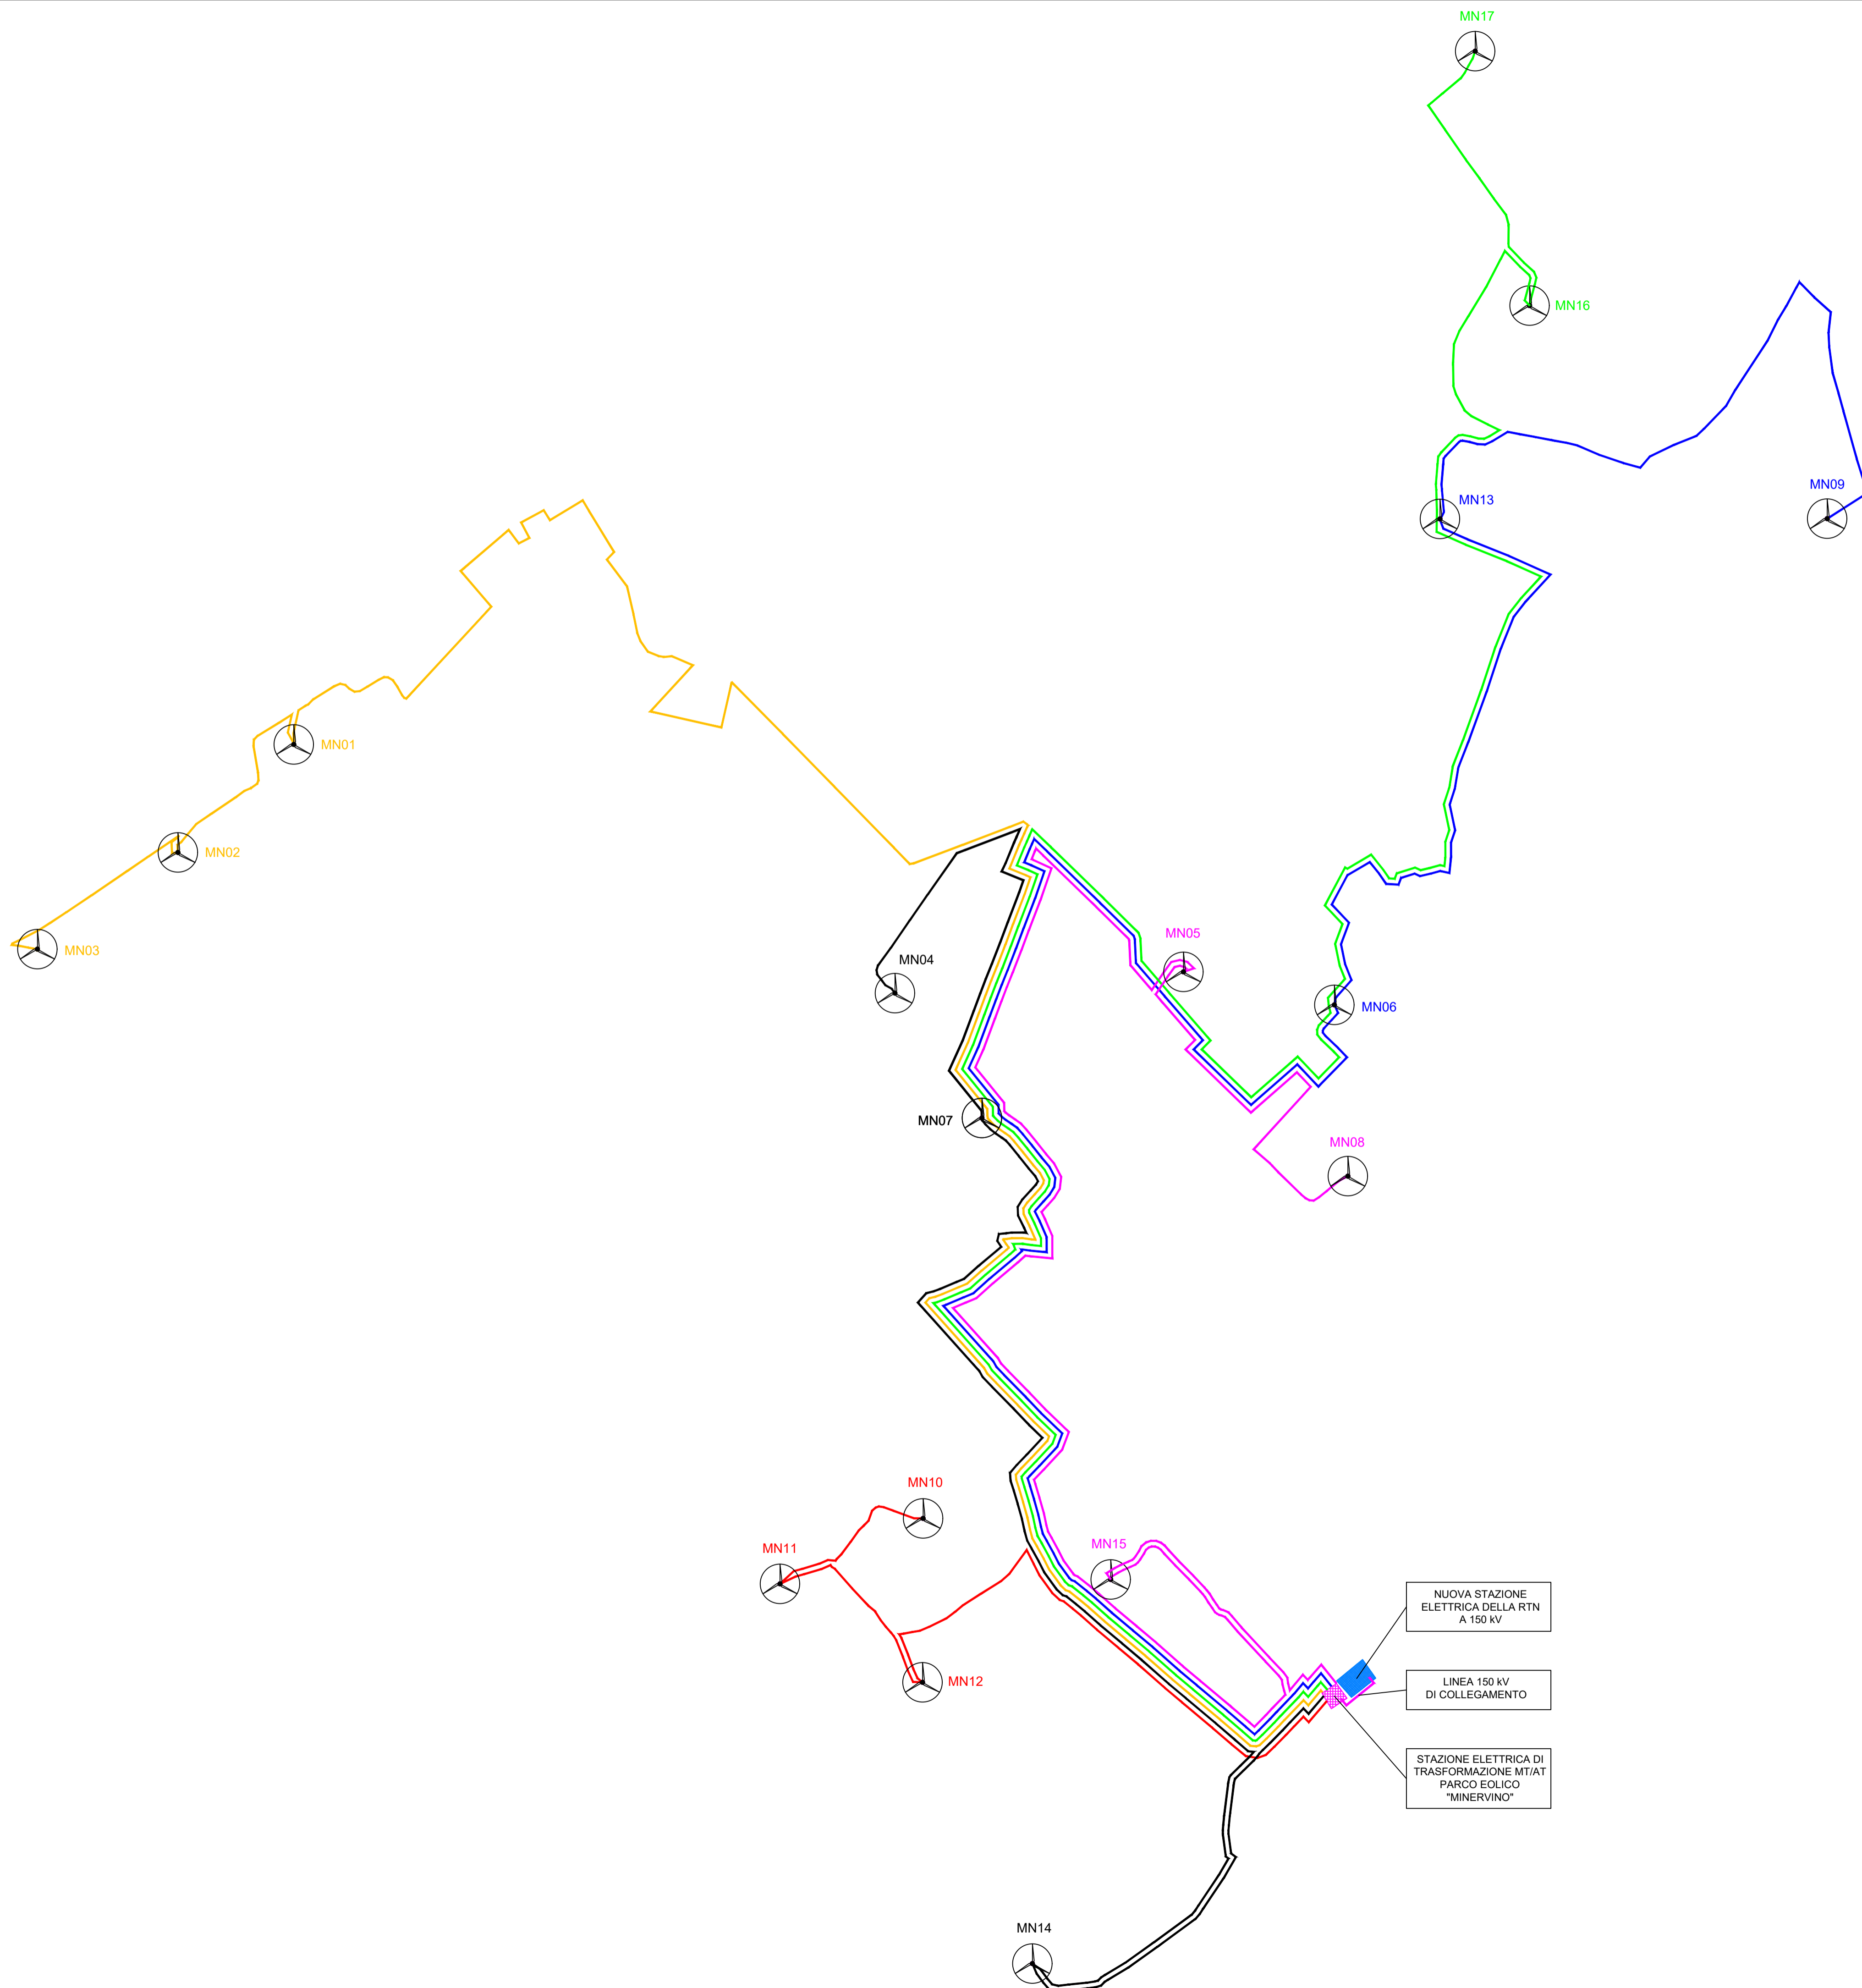 MN17
MN16
MN09
MN13
MN01
MN02
MN05
MN03
MN04
MN06
MN07
MN08
MN10
MN11
MN15
NUOVA STAZIONE
ELETTRICA DELLA RTN
A 150 kV
MN12
LINEA 150 kV
DI COLLEGAMENTO
STAZIONE ELETTRICA DI
TRASFORMAZIONE MT/AT
PARCO EOLICO
"MINERVINO"
MN14